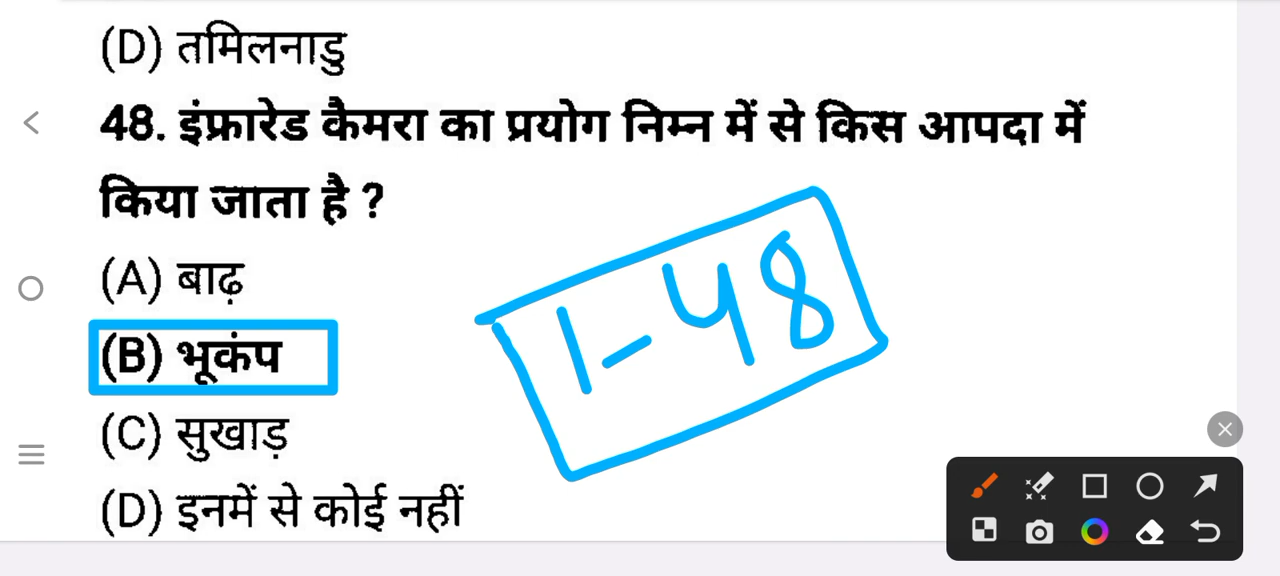 (D) तमिलनाडु
48. इंफ्रारेड कैमरा का प्रयोग निम्न में से किस आपदा में
किया जाता है ?
(A) बाढ़
(B) भूकंप
1-48
(C) सुखाड़
(D) इनमें से कोई नहीं